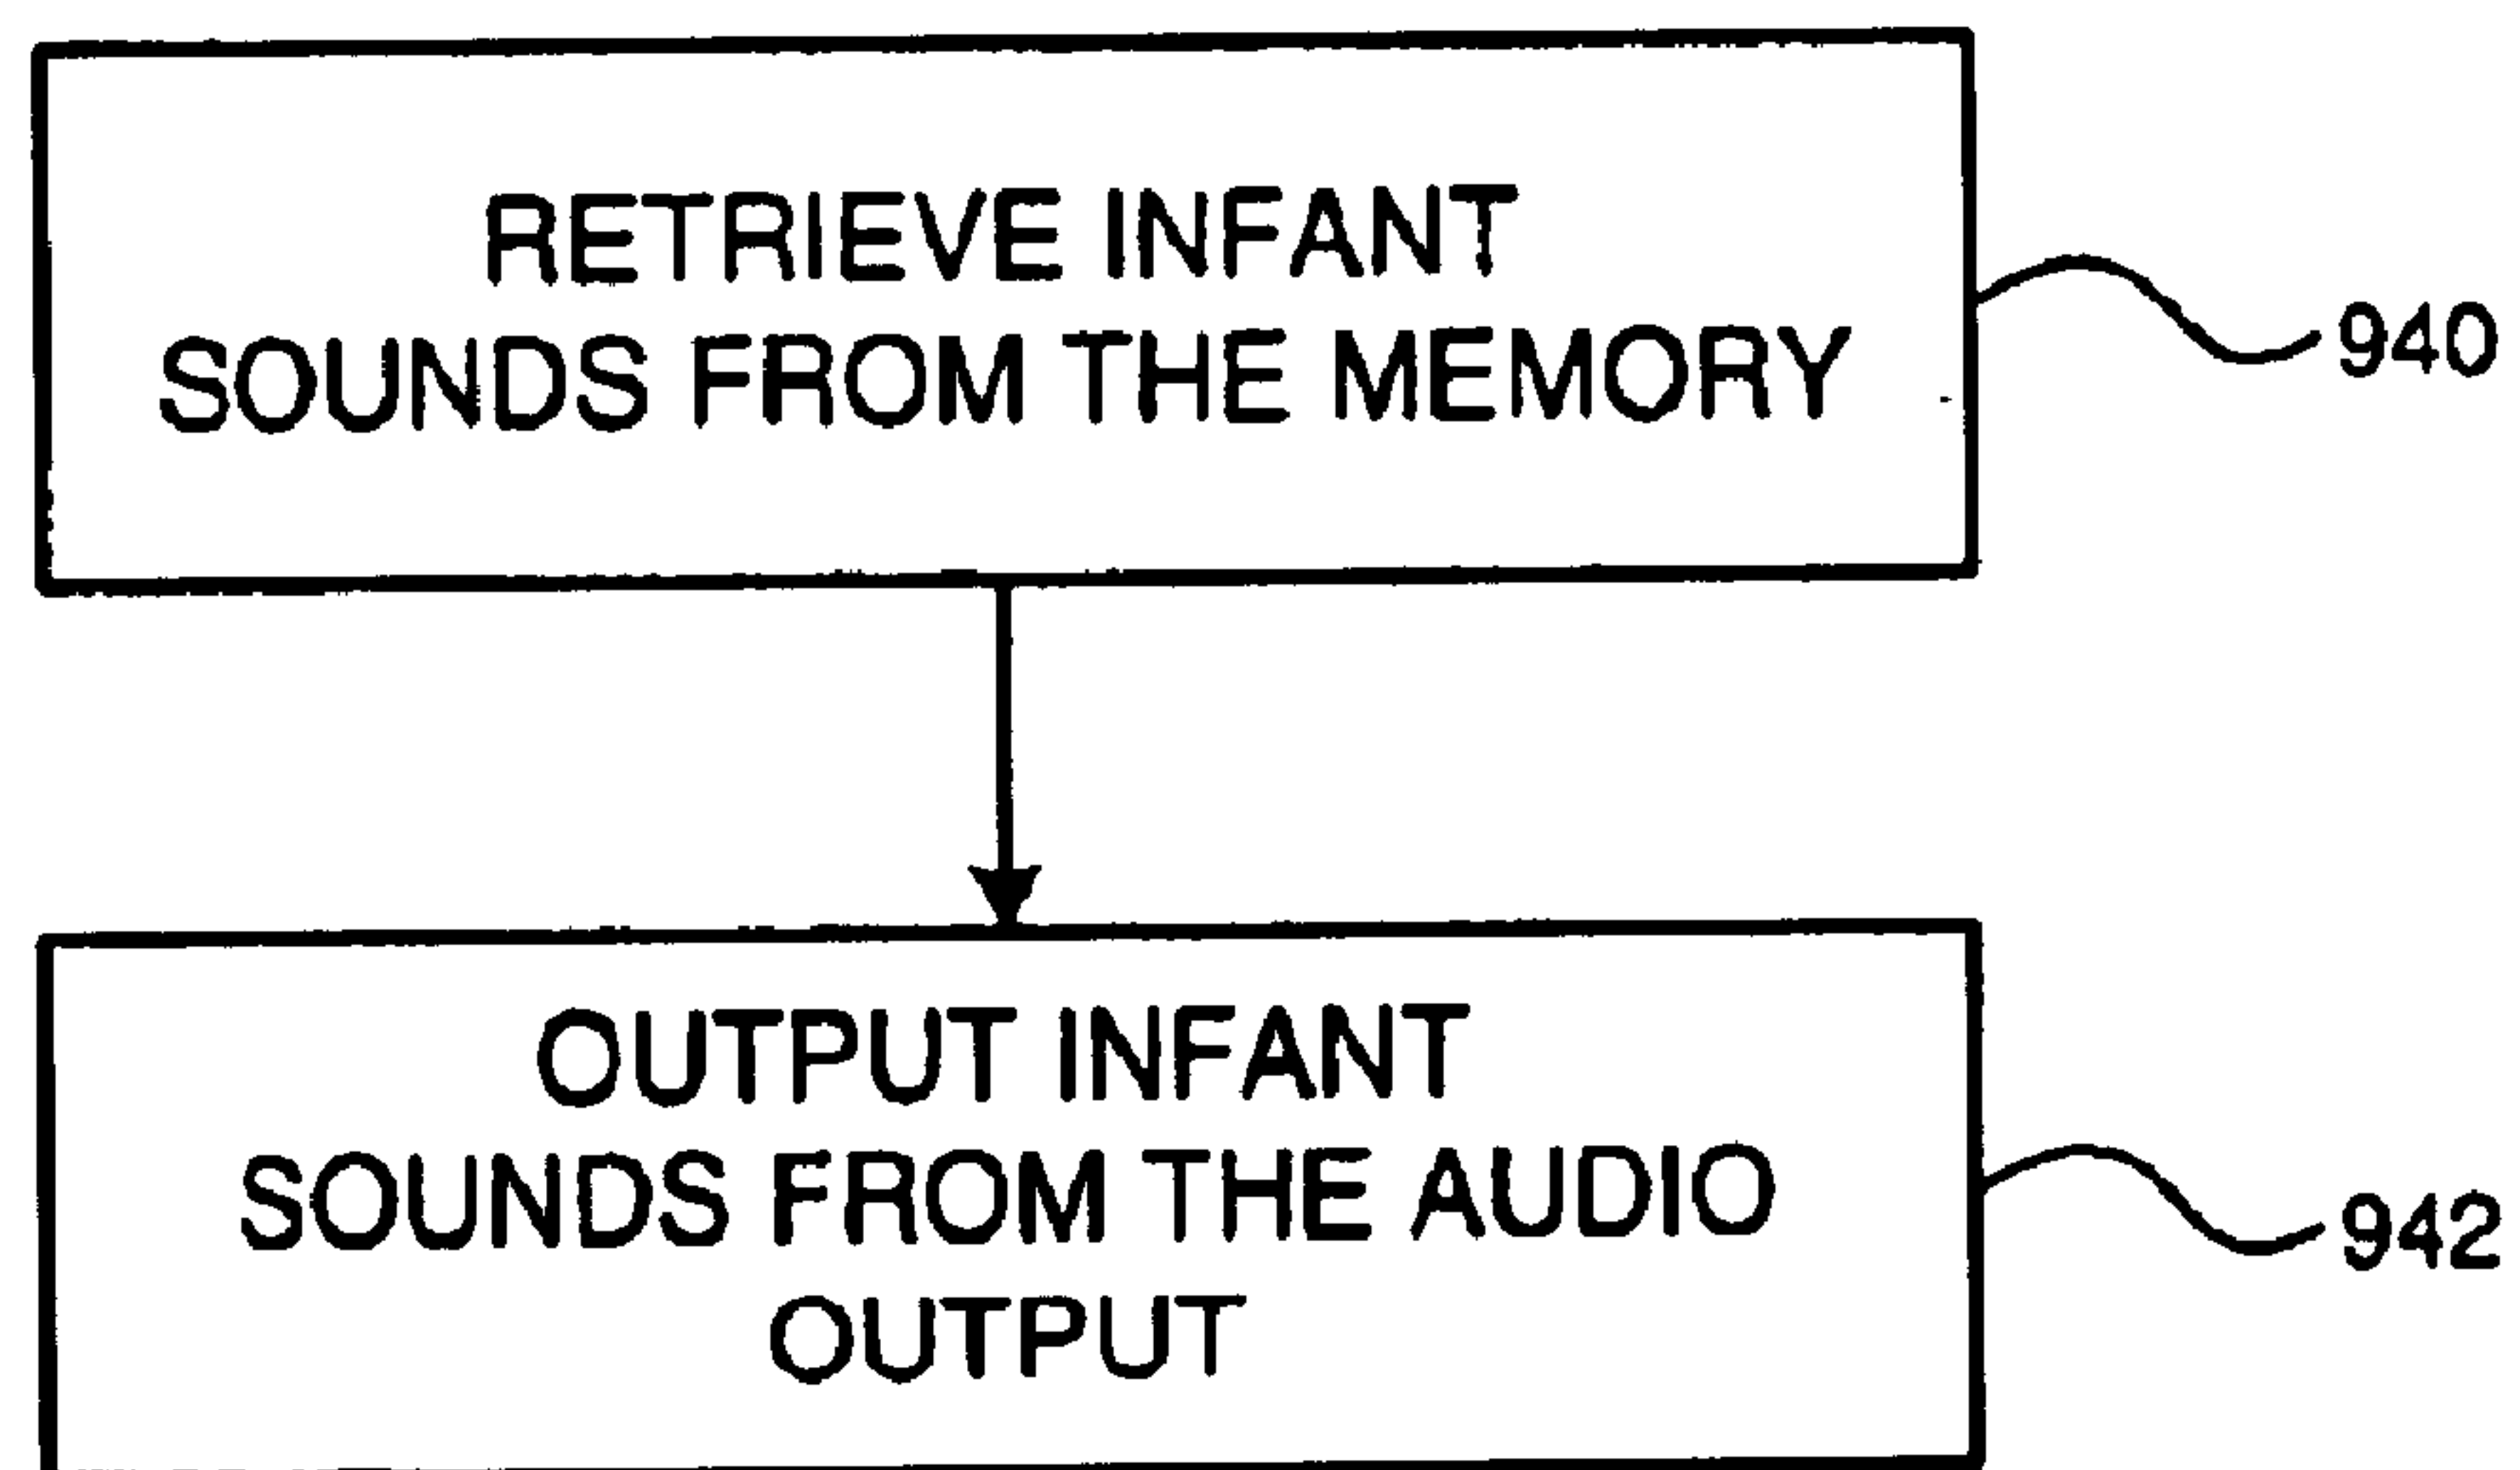 RETRIEVE INFANT
SOUNDS FROM THE MEMORY
940
OUTPUT INFANT
SOUNDS FROM THE AUDIO
OUTPUT
942